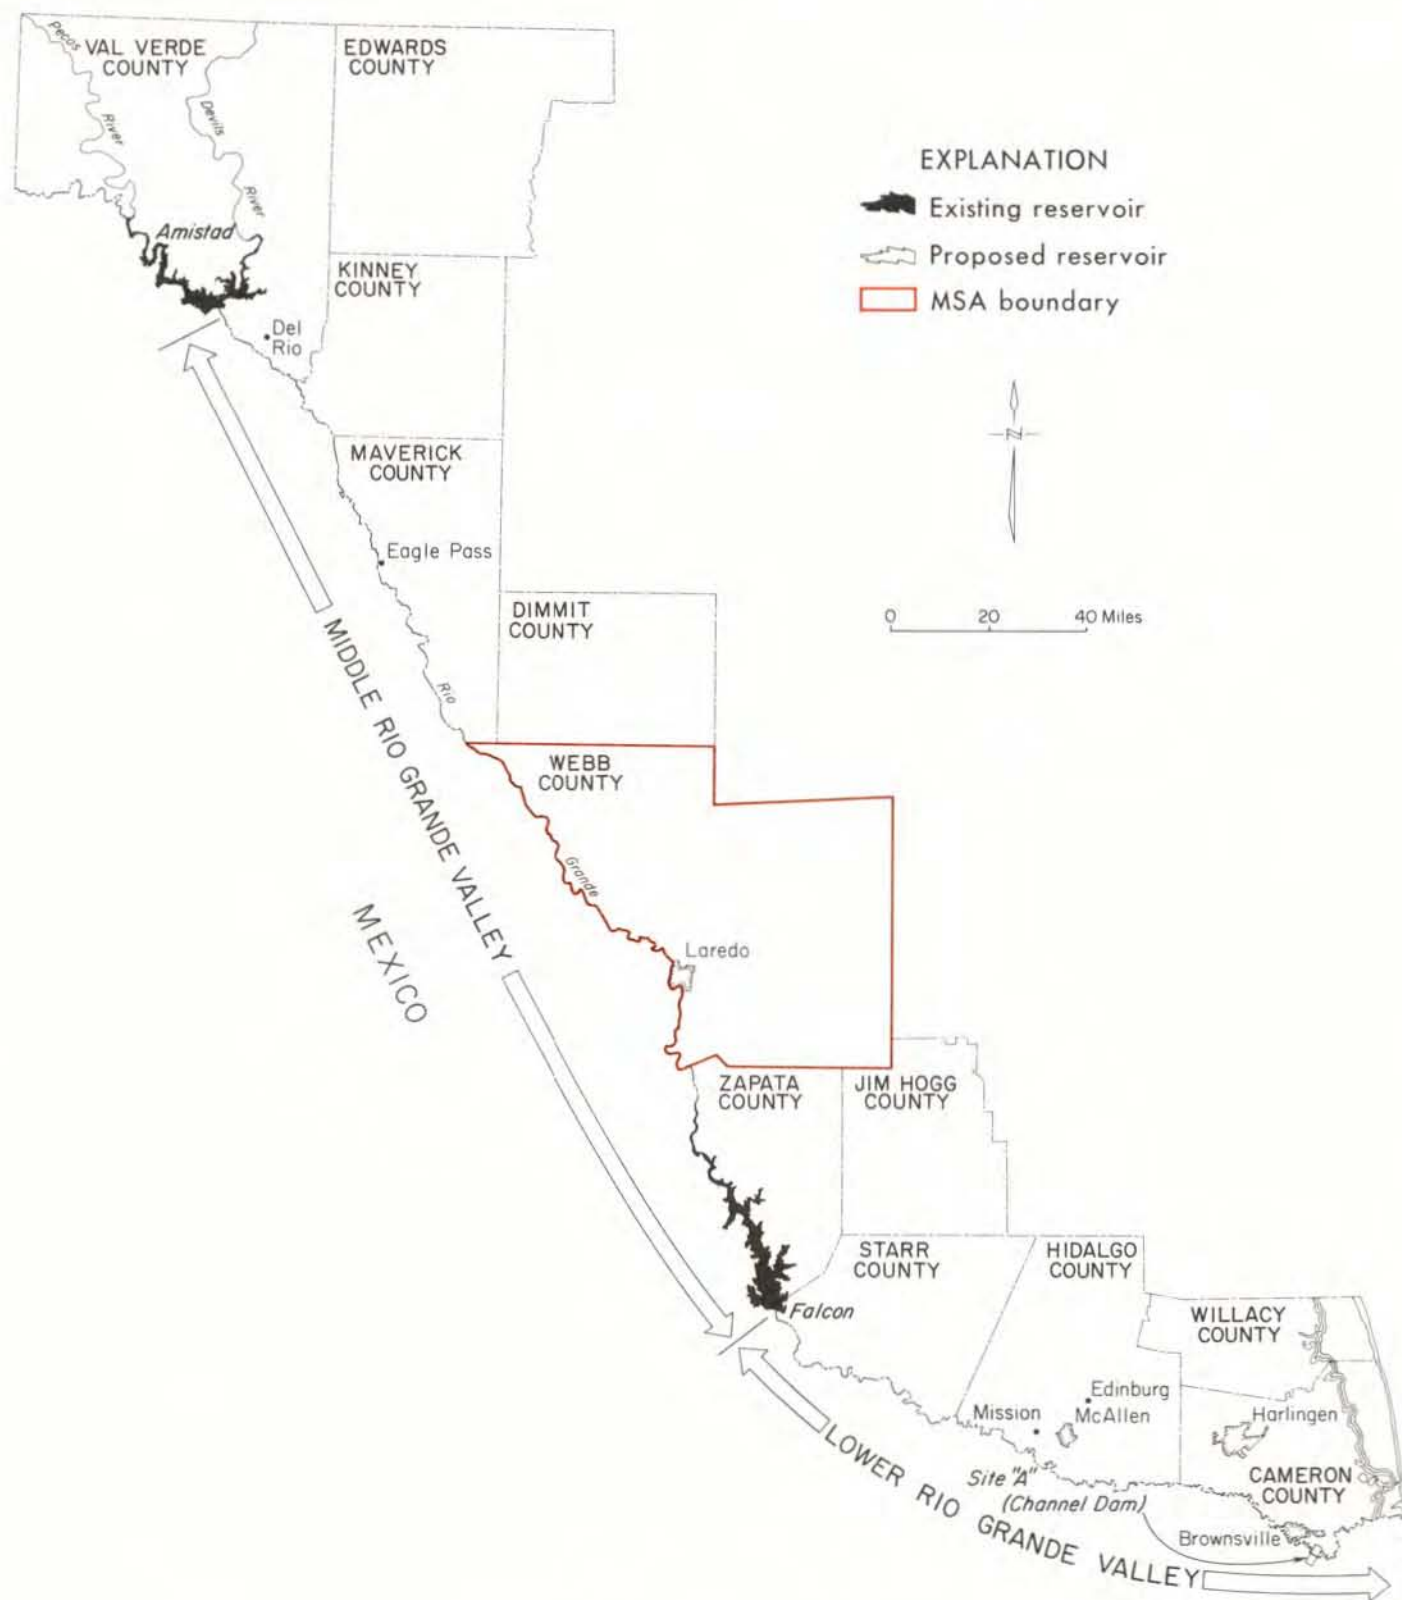 Pecos
River
VAL VERDE
COUNTY
Devils
River
EDWARDS
COUNTY
Amistad
KINNEY
COUNTY
Del
Rio
EXPLANATION
Existing reservoir
Proposed reservoir
MSA boundary
N
0 20 40 Miles
MAVERICK
COUNTY
Eagle Pass
DIMMIT
COUNTY
Rio
MIDDLE RIO GRANDE VALLEY
WEBB
COUNTY
Grande
MEXICO
Laredo
ZAPATA
COUNTY
JIM HOGG
COUNTY
STARR
COUNTY
HIDALGO
COUNTY
Falcon
WILLACY
COUNTY
Edinburg
Mission
McAllen
Harlingen
Site "A"
(Channel Dam)
CAMERON
COUNTY
Brownsville
LOWER RIO GRANDE VALLEY